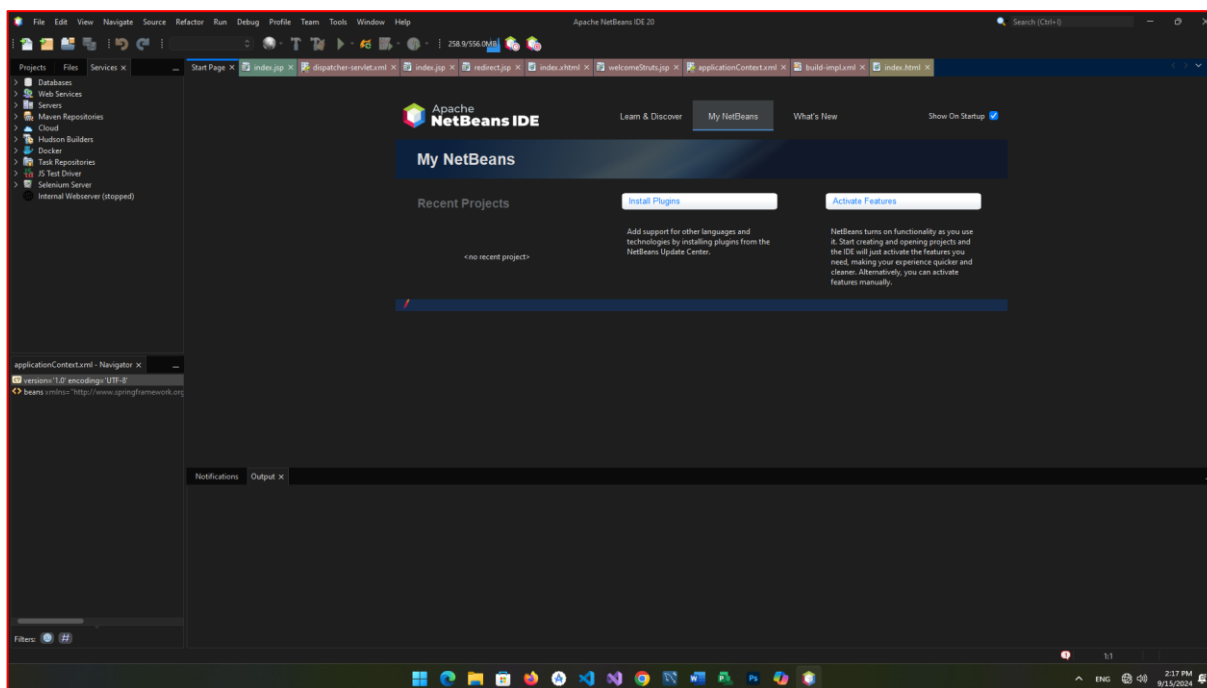 File Edit View Navigate Source Refactor Run Debug Profile Team Tools Window Help
Apache NetBeans IDE 20
Search (Ctrl+I)
258.9/556.0MB
Projects Files Services
Start Page index.jsp dispatcher-servlet.xml index.jsp redirect.jsp index.xhtml welcomeStruts.jsp applicationContext.xml build-impl.xml index.html
Databases
Web Services
Servers
Maven Repositories
Cloud
Hudson Builders
Docker
Task Repositories
JS Test Driver
Selenium Server
Internal Webserver (stopped)
Apache
NetBeans IDE
Learn & Discover
My NetBeans
What's New
Show On Startup
My NetBeans
Recent Projects
<no recent project>
Install Plugins
Add support for other languages and
technologies by installing plugins from the
NetBeans Update Center.
Activate Features
NetBeans turns on functionality as you use
it. Start creating and opening projects and
the IDE will just activate the features you
need, making your experience quicker and
cleaner. Alternatively, you can activate
features manually.
applicationContext.xml - Navigator
version='1.0' encoding='UTF-8'
beans xmlns="http://www.springframework.org
Filters:
Notifications Output
1:1
ENG
2:17 PM
9/15/2024